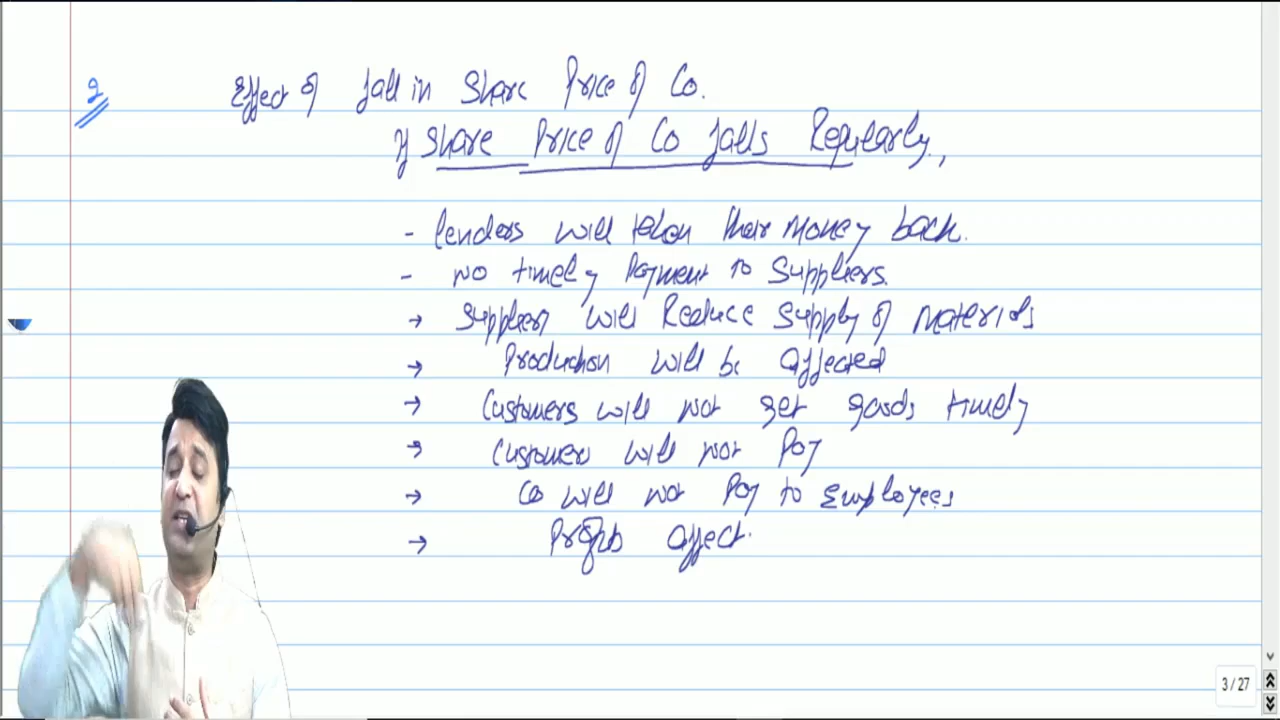 2
Effect of fall in Share Price of Co.
If Share Price of Co falls Regularly,
- lenders will taken their Money back.
- No timely Payment to Suppliers.
→ Suppliers will Reduce Supply of Materials
→ Production will be affected
→ Customers will not get goods timely
→ Customers will not Pay
→ Co will not Pay to Employees
→ Profits affect.
3 / 27